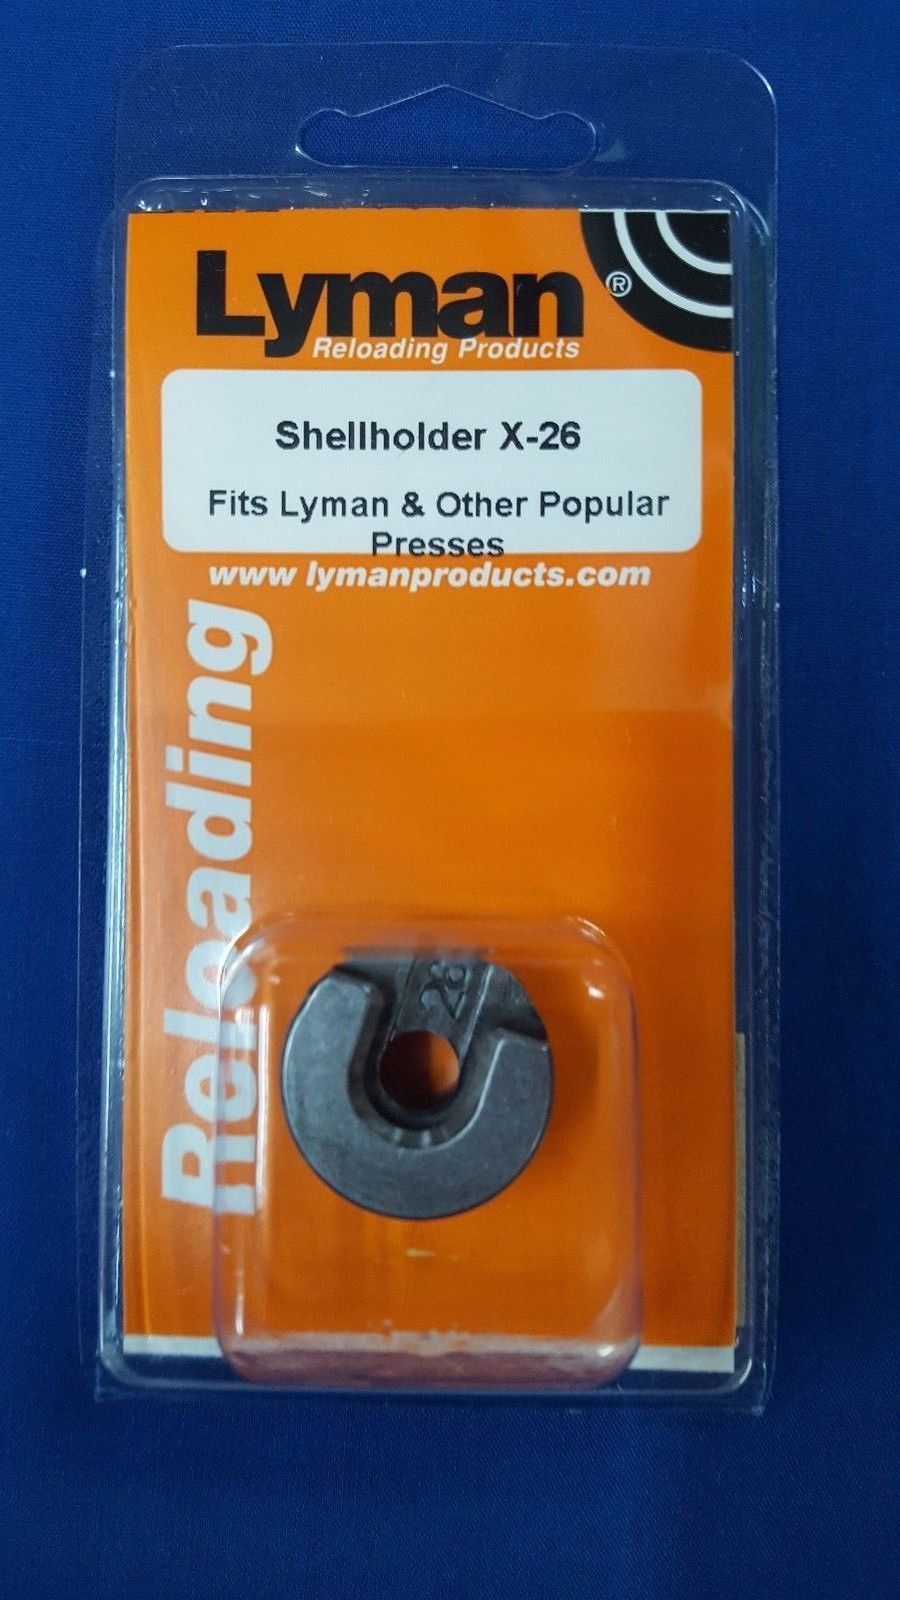 Lyman®
Reloading Products
Shellholder X-26
Fits Lyman & Other Popular
Presses
www lymanproducts.com
Reloading
26